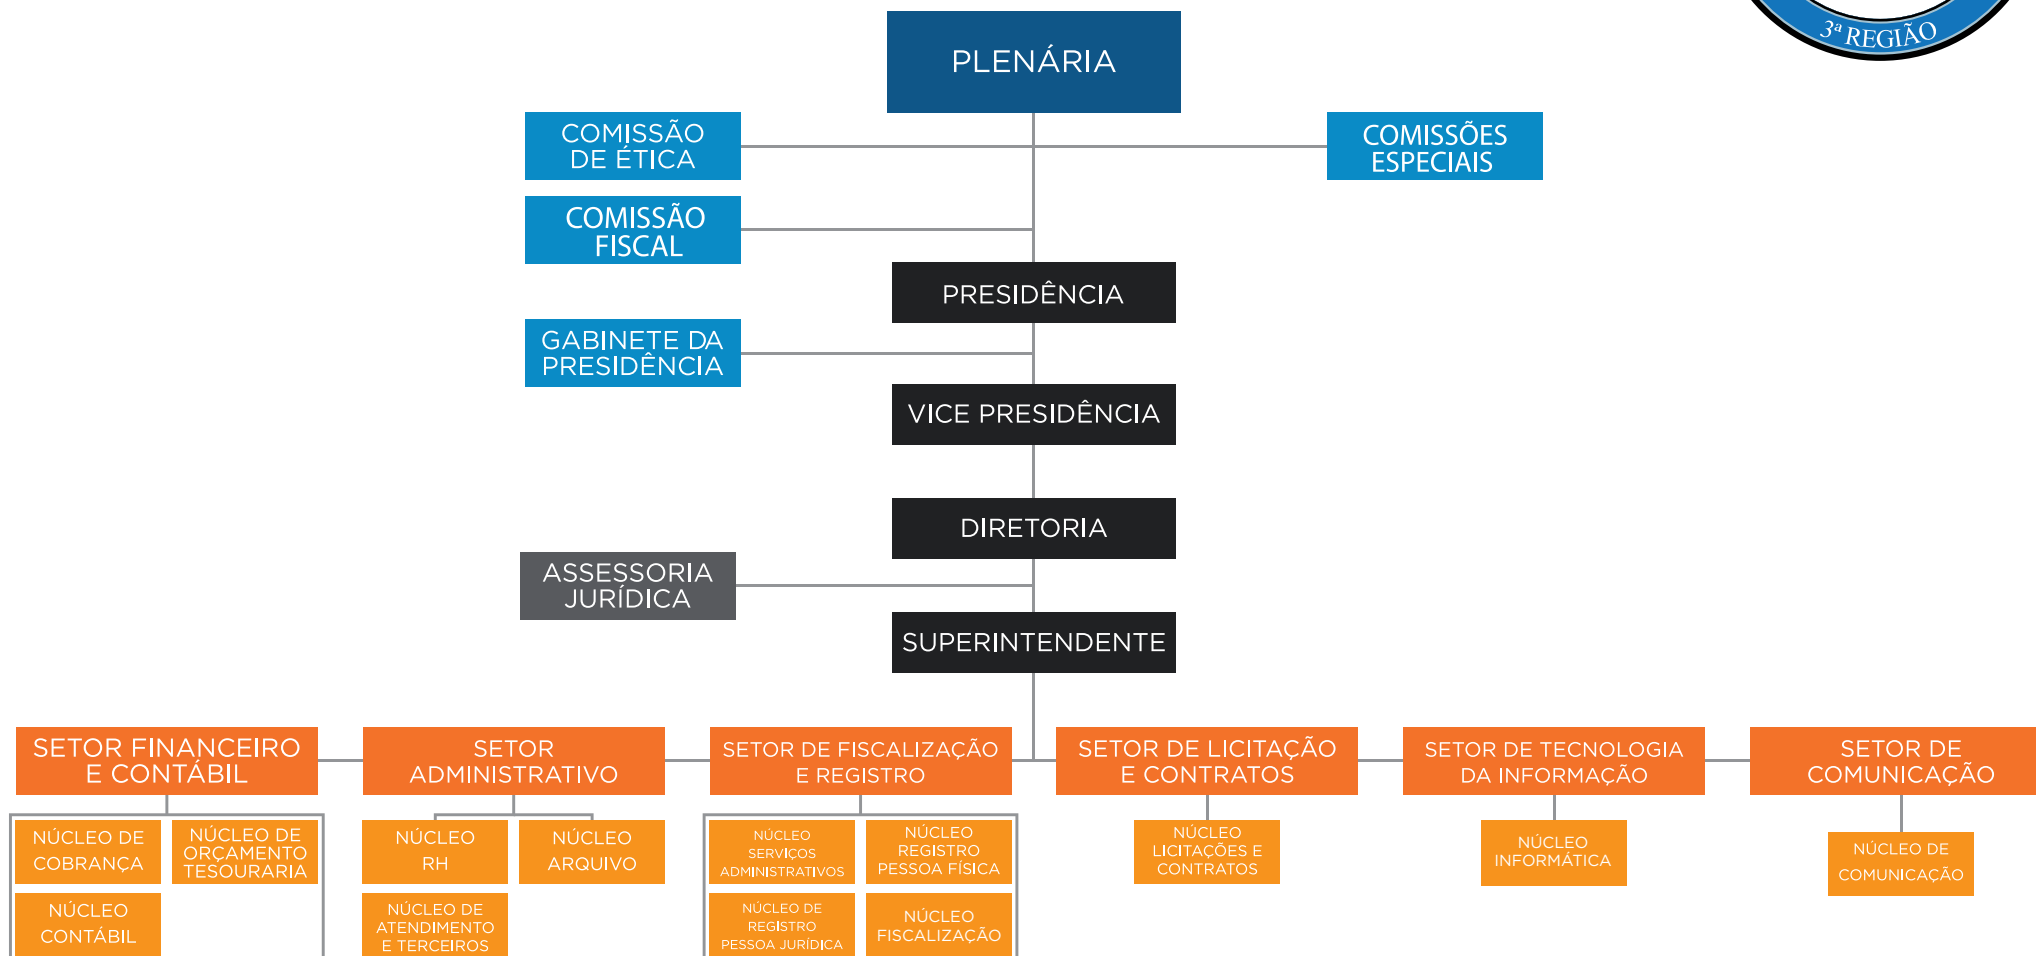 3ª REGIÃO
PLENÁRIA
COMISSÃO
DE ÉTICA
COMISSÕES
ESPECIAIS
COMISSÃO
FISCAL
PRESIDÊNCIA
GABINETE DA
PRESIDÊNCIA
VICE PRESIDÊNCIA
DIRETORIA
ASSESSORIA
JURÍDICA
SUPERINTENDENTE
SETOR FINANCEIRO
E CONTÁBIL
SETOR
ADMINISTRATIVO
SETOR DE FISCALIZAÇÃO
E REGISTRO
SETOR DE LICITAÇÃO
E CONTRATOS
SETOR DE TECNOLOGIA
DA INFORMAÇÃO
SETOR DE
COMUNICAÇÃO
NÚCLEO DE
COBRANÇA
NÚCLEO DE
ORÇAMENTO
TESOURARIA
NÚCLEO
CONTÁBIL
NÚCLEO
RH
NÚCLEO
ARQUIVO
NÚCLEO DE
ATENDIMENTO
E TERCEIROS
NÚCLEO
SERVIÇOS
ADMINISTRATIVOS
NÚCLEO
REGISTRO
PESSOA FÍSICA
NÚCLEO DE
REGISTRO
PESSOA JURÍDICA
NÚCLEO
FISCALIZAÇÃO
NÚCLEO
LICITAÇÕES E
CONTRATOS
NÚCLEO
INFORMÁTICA
NÚCLEO DE
COMUNICAÇÃO